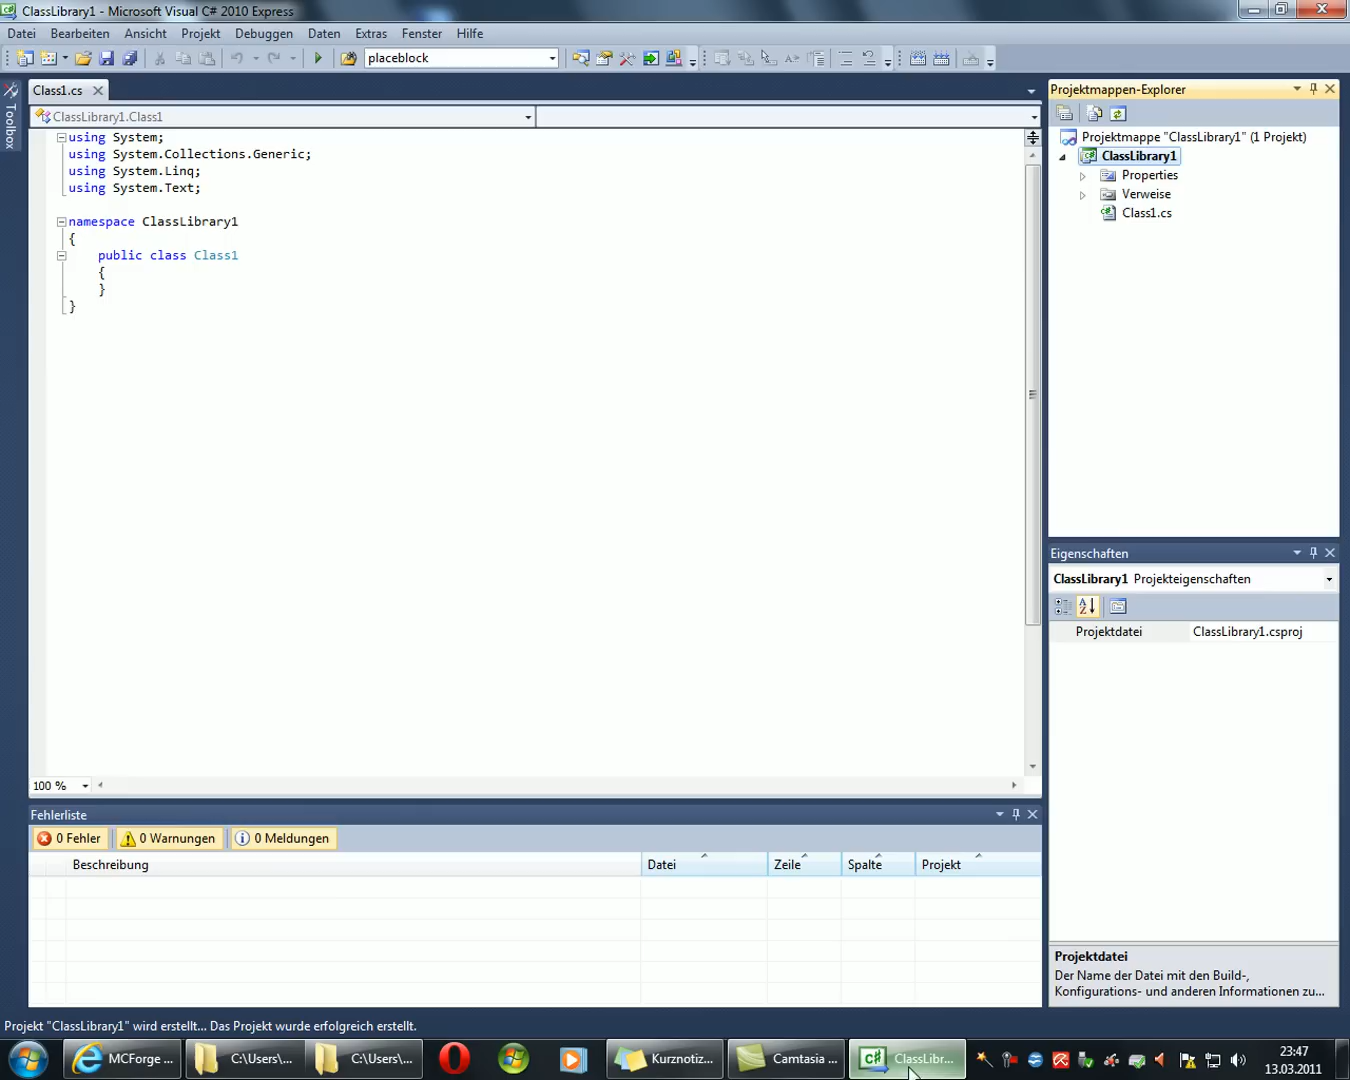 ClassLibrary1 - Microsoft Visual C# 2010 Express
Datei Bearbeiten Ansicht Projekt Debuggen Daten Extras Fenster Hilfe
placeblock
Toolbox
Class1.cs
ClassLibrary1.Class1
using System;
using System.Collections.Generic;
using System.Linq;
using System.Text;
namespace ClassLibrary1
{
public class Class1
{
}
}
100 %
Projektmappen-Explorer
Projektmappe "ClassLibrary1" (1 Projekt)
ClassLibrary1
Properties
Verweise
Class1.cs
Eigenschaften
ClassLibrary1 Projekteigenschaften
Projektdatei ClassLibrary1.csproj
Projektdatei
Der Name der Datei mit den Build-,
Konfigurations- und anderen Informationen zu...
Fehlerliste
0 Fehler 0 Warnungen 0 Meldungen
Beschreibung Datei Zeile Spalte Projekt
Projekt "ClassLibrary1" wird erstellt... Das Projekt wurde erfolgreich erstellt.
MCForge ... C:\Users\... C:\Users\... Kurznotiz... Camtasia ... ClassLibr...
23:47
13.03.2011